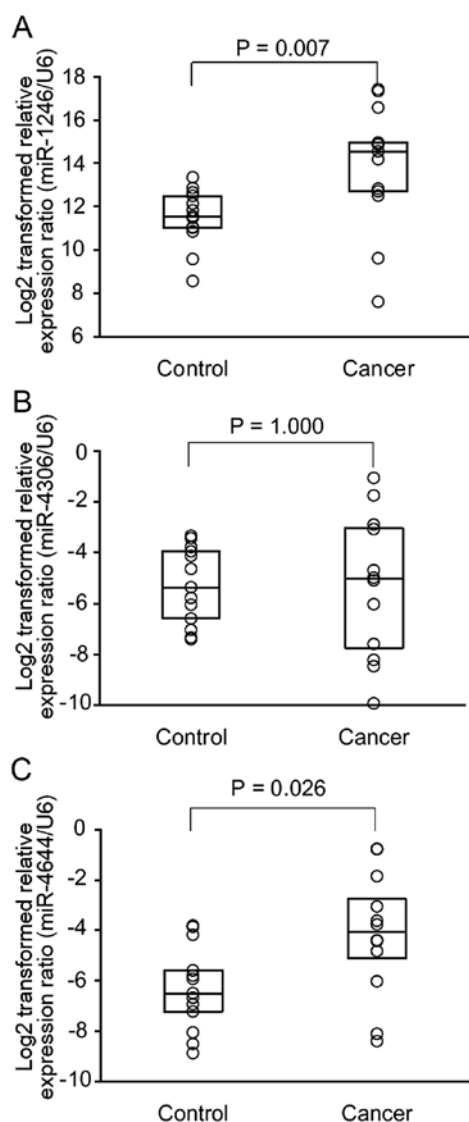 A
P = 0.007
Log2 transformed relative
expression ratio (miR-1246/U6)
18
16
14
12
10
8
6
Control Cancer
B
P = 1.000
Log2 transformed relative
expression ratio (miR-4306/U6)
0
-2
-4
-6
-8
-10
Control Cancer
C
P = 0.026
Log2 transformed relative
expression ratio (miR-4644/U6)
0
-2
-4
-6
-8
-10
Control Cancer